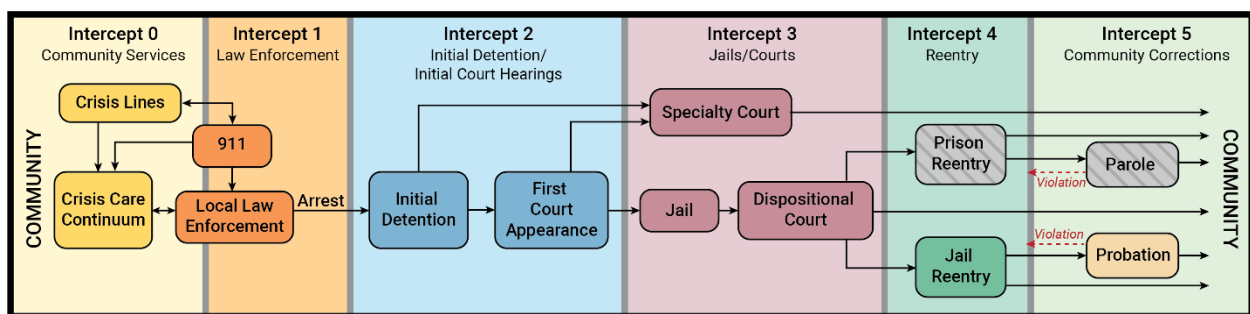 Intercept 0
Community Services
Intercept 1
Law Enforcement
Intercept 2
Initial Detention/
Initial Court Hearings
Intercept 3
Jails/Courts
Intercept 4
Reentry
Intercept 5
Community Corrections
COMMUNITY
Crisis Lines
911
Crisis Care
Continuum
Local Law
Enforcement
Arrest
Initial
Detention
First
Court
Appearance
Specialty Court
Jail
Dispositional
Court
Prison
Reentry
Violation
Parole
Jail
Reentry
Violation
Probation
COMMUNITY